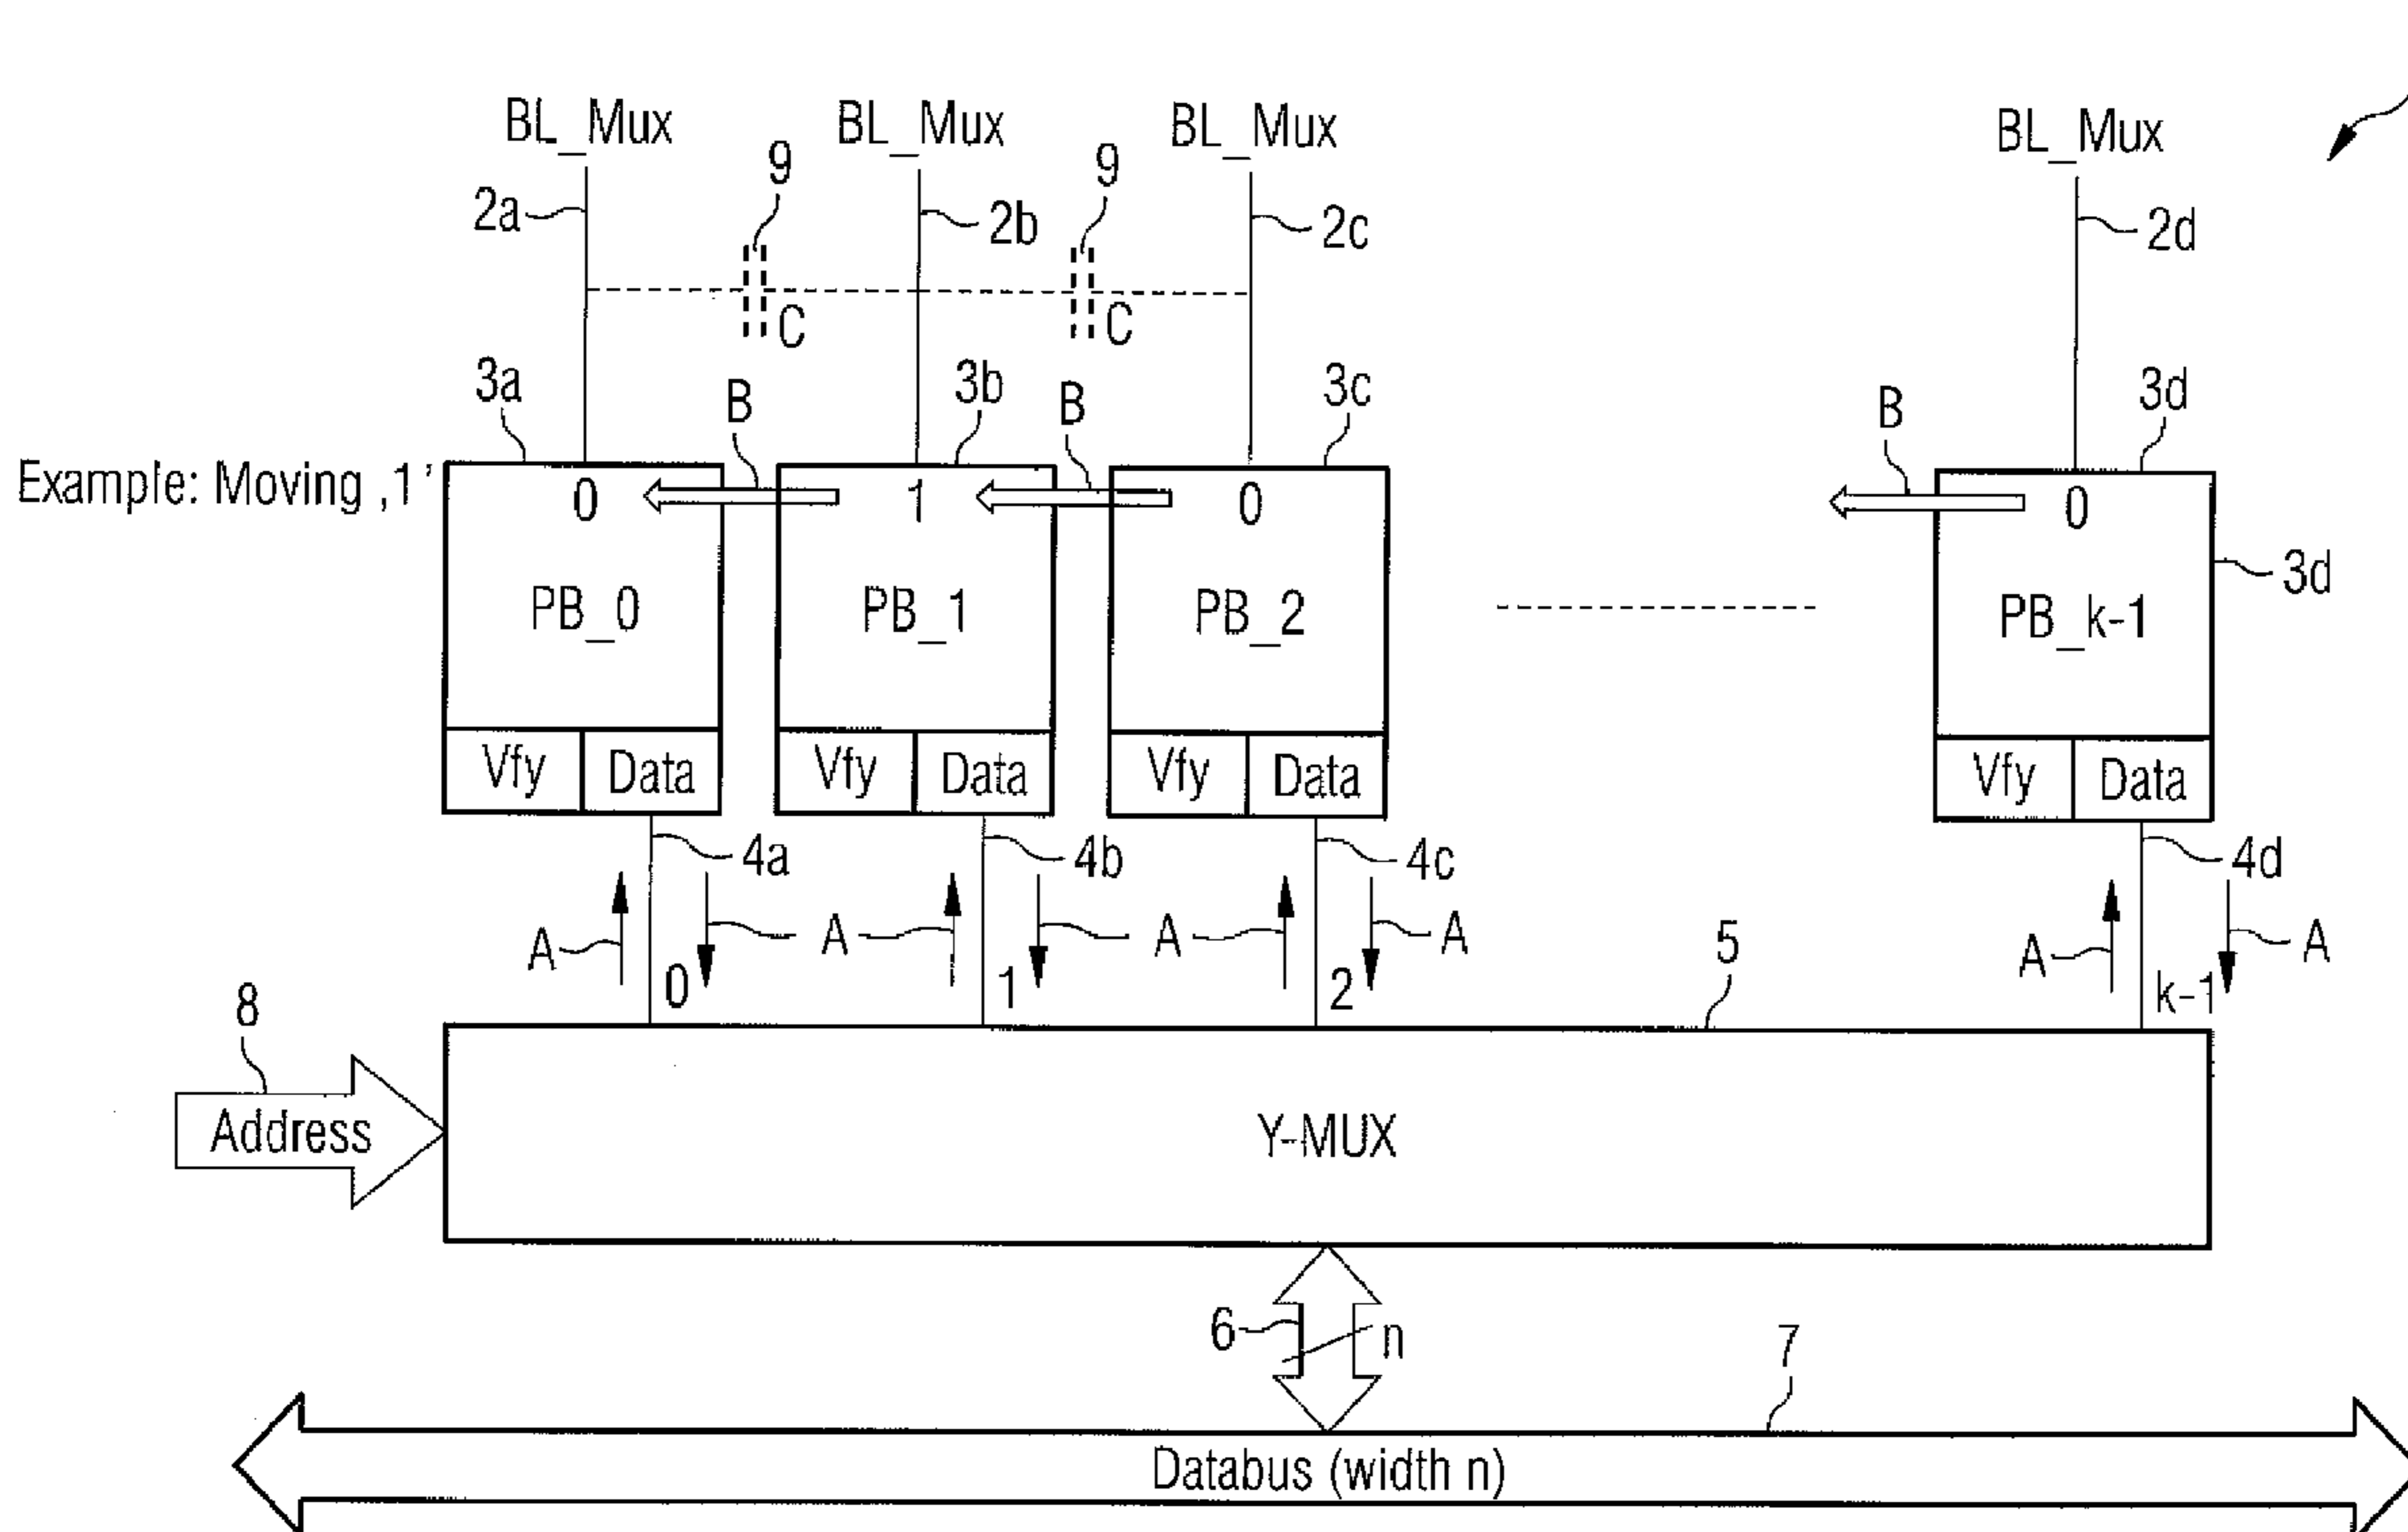 BL_Mux BL_Mux BL_Mux BL_Mux
9 9
2a 2b 2c 2d
C C
3a B 3b B 3c B 3d
Example: Moving ‚1’ 0 1 0 0
3d
PB_0 PB_1 PB_2 PB_k-1
Vfy Data Vfy Data Vfy Data Vfy Data
4a 4b 4c 4d
A A A A A A
0 1 2 k-1
5
8
Address
Y-MUX
6 n
7
Databus (width n)